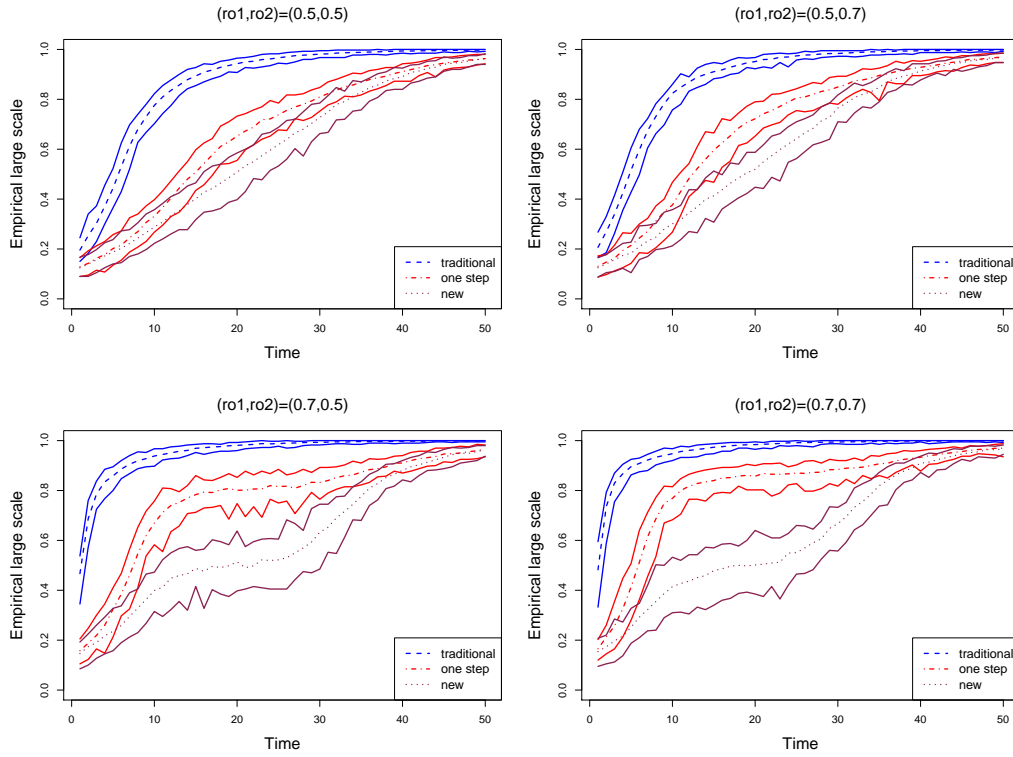 (ro1,ro2)=(0.5,0.5)
Empirical large scale
0.0 0.2 0.4 0.6 0.8 1.0
traditional
one step
new
0 10 20 30 40 50
Time
(ro1,ro2)=(0.5,0.7)
Empirical large scale
0.0 0.2 0.4 0.6 0.8 1.0
traditional
one step
new
0 10 20 30 40 50
Time
(ro1,ro2)=(0.7,0.5)
Empirical large scale
0.0 0.2 0.4 0.6 0.8 1.0
traditional
one step
new
0 10 20 30 40 50
Time
(ro1,ro2)=(0.7,0.7)
Empirical large scale
0.0 0.2 0.4 0.6 0.8 1.0
traditional
one step
new
0 10 20 30 40 50
Time